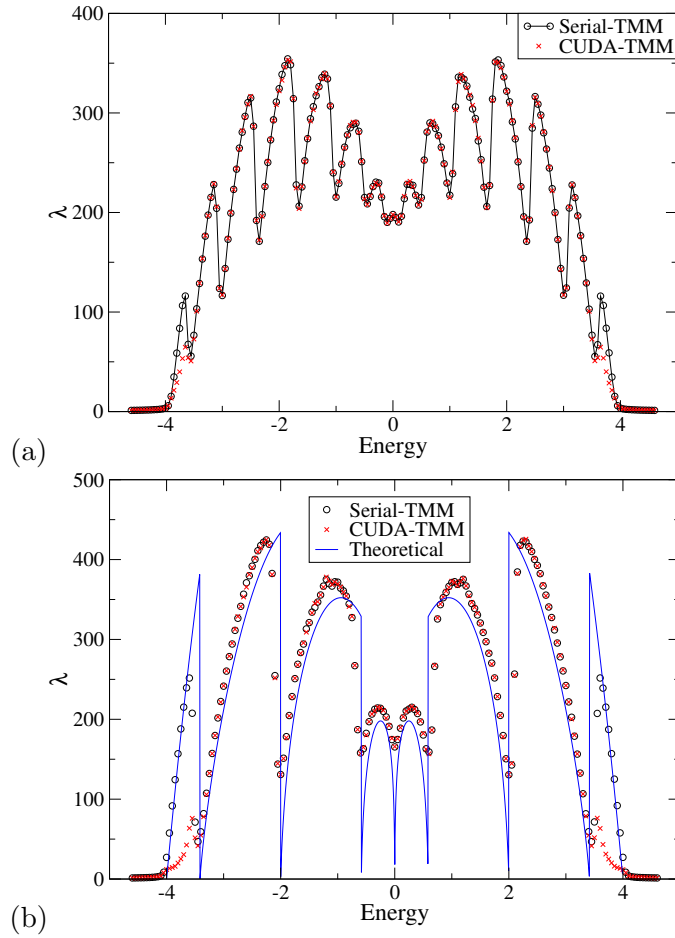 400
300
200
100
0
λ
Serial-TMM
CUDA-TMM
-4 -2 0 2 4
Energy
(a)
500
400
300
200
100
0
λ
Serial-TMM
CUDA-TMM
Theoretical
-4 -2 0 2 4
Energy
(b)